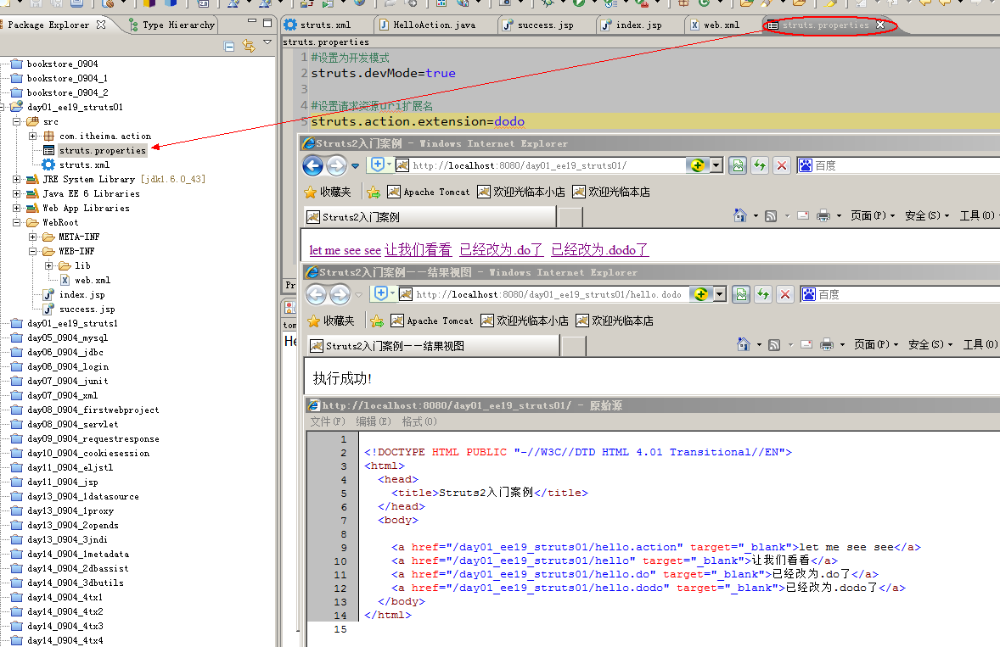 Package Explorer
Type Hierarchy
bookstore_0904
bookstore_0904_1
bookstore_0904_2
day01_ee19_struts01
src
com.itheima.action
struts.properties
struts.xml
JRE System Library [jdk1.6.0_43]
Java EE 6 Libraries
Web App Libraries
WebRoot
META-INF
WEB-INF
lib
web.xml
index.jsp
success.jsp
day01_ee19_struts1
day05_0904_mysql
day06_0904_jdbc
day06_0904_login
day07_0904_junit
day07_0904_xml
day08_0904_firstwebproject
day08_0904_servlet
day09_0904_requestresponse
day10_0904_cookiesession
day11_0904_eljstl
day11_0904_jsp
day13_0904_1datasource
day13_0904_1proxy
day13_0904_2opends
day13_0904_3jndi
day14_0904_1metadata
day14_0904_2dbassist
day14_0904_3dbutils
day14_0904_4tx1
day14_0904_4tx2
day14_0904_4tx3
day14_0904_4tx4
struts.xml
HelloAction.java
success.jsp
index.jsp
web.xml
struts.properties
struts.properties
1 #设置为开发模式
2 struts.devMode=true
3
4 #设置请求资源uri扩展名
5 struts.action.extension=dodo
Pr
tom
He
Struts2入门案例 - Windows Internet Explorer
http://localhost:8080/day01_ee19_struts01/
百度
收藏夹
Apache Tomcat
欢迎光临本小店
欢迎光临本店
Struts2入门案例
页面(P)
安全(S)
工具(O)
let me see see 让我们看看 已经改为.do了 已经改为.dodo了
Struts2入门案例——结果视图 - Windows Internet Explorer
http://localhost:8080/day01_ee19_struts01/hello.dodo
百度
收藏夹
Apache Tomcat
欢迎光临本小店
欢迎光临本店
Struts2入门案例——结果视图
页面(P)
安全(S)
工具(O)
执行成功!
http://localhost:8080/day01_ee19_struts01/ - 原始源
文件(F) 编辑(E) 格式(O)
1
2 <!DOCTYPE HTML PUBLIC "-//W3C//DTD HTML 4.01 Transitional//EN">
3 <html>
4 <head>
5 <title>Struts2入门案例</title>
6 </head>
7 <body>
8
9 <a href="/day01_ee19_struts01/hello.action" target="_blank">let me see see</a>
10 <a href="/day01_ee19_struts01/hello" target="_blank">让我们看看</a>
11 <a href="/day01_ee19_struts01/hello.do" target="_blank">已经改为.do了</a>
12 <a href="/day01_ee19_struts01/hello.dodo" target="_blank">已经改为.dodo了</a>
13 </body>
14 </html>
15